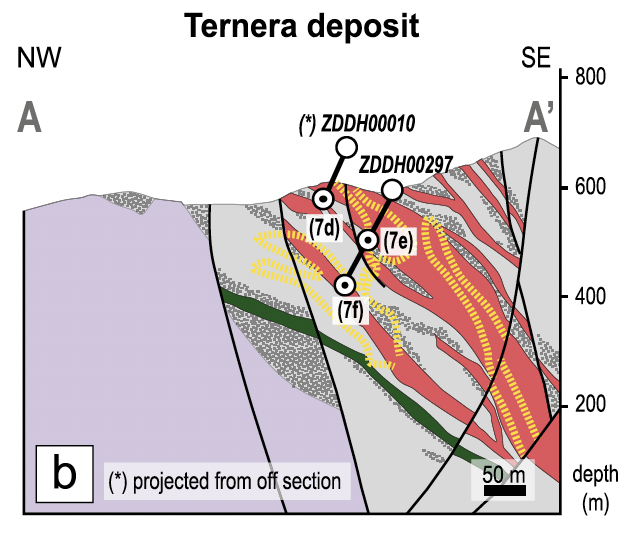 Ternera deposit
NW
SE
800
A
A'
(*) ZDDH00010
ZDDH00297
600
(7d)
(7e)
400
(7f)
200
b
(*) projected from off section
50 m
depth
(m)